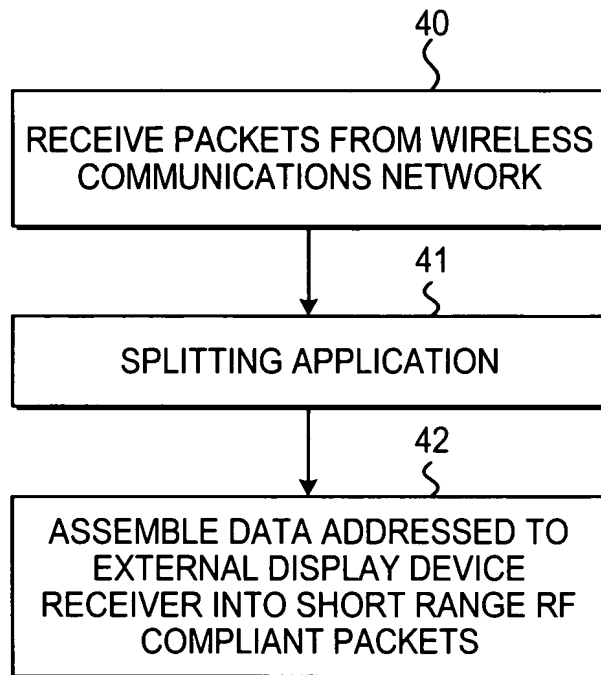 40
RECEIVE PACKETS FROM WIRELESS
COMMUNICATIONS NETWORK
41
SPLITTING APPLICATION
42
ASSEMBLE DATA ADDRESSED TO
EXTERNAL DISPLAY DEVICE
RECEIVER INTO SHORT RANGE RF
COMPLIANT PACKETS